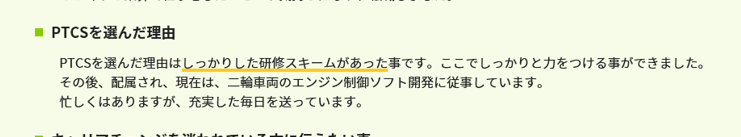 PTCSを選んだ理由
PTCSを選んだ理由はしっかりした研修スキームがあった事です。ここでしっかりと力をつける事ができました。
その後、配属され、現在は、二輪車両のエンジン制御ソフト開発に従事しています。
忙しくはありますが、充実した毎日を送っています。